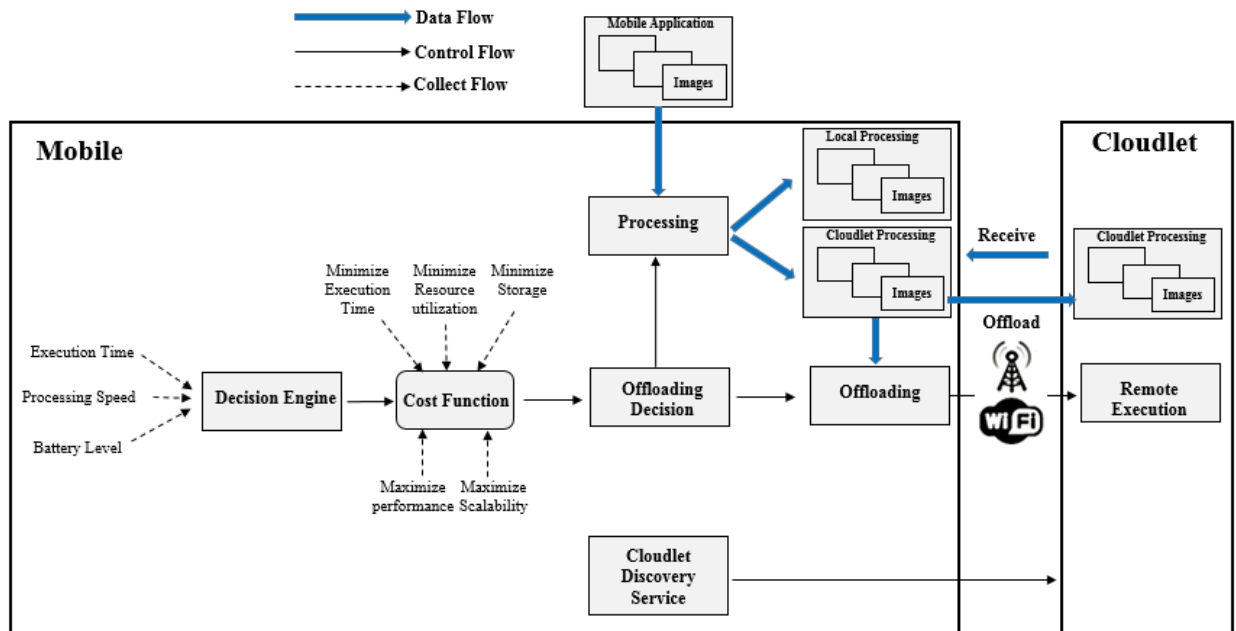 Data Flow
Control Flow
Collect Flow
Mobile Application
Images
Mobile
Cloudlet
Local Processing
Images
Processing
Cloudlet Processing
Images
Receive
Cloudlet Processing
Images
Offload
Minimize
Execution
Time
Minimize
Resource
utilization
Minimize
Storage
Execution Time
Processing Speed
Battery Level
Decision Engine
Cost Function
Offloading
Decision
Offloading
WiFi
Remote
Execution
Maximize
performance
Maximize
Scalability
Cloudlet
Discovery
Service